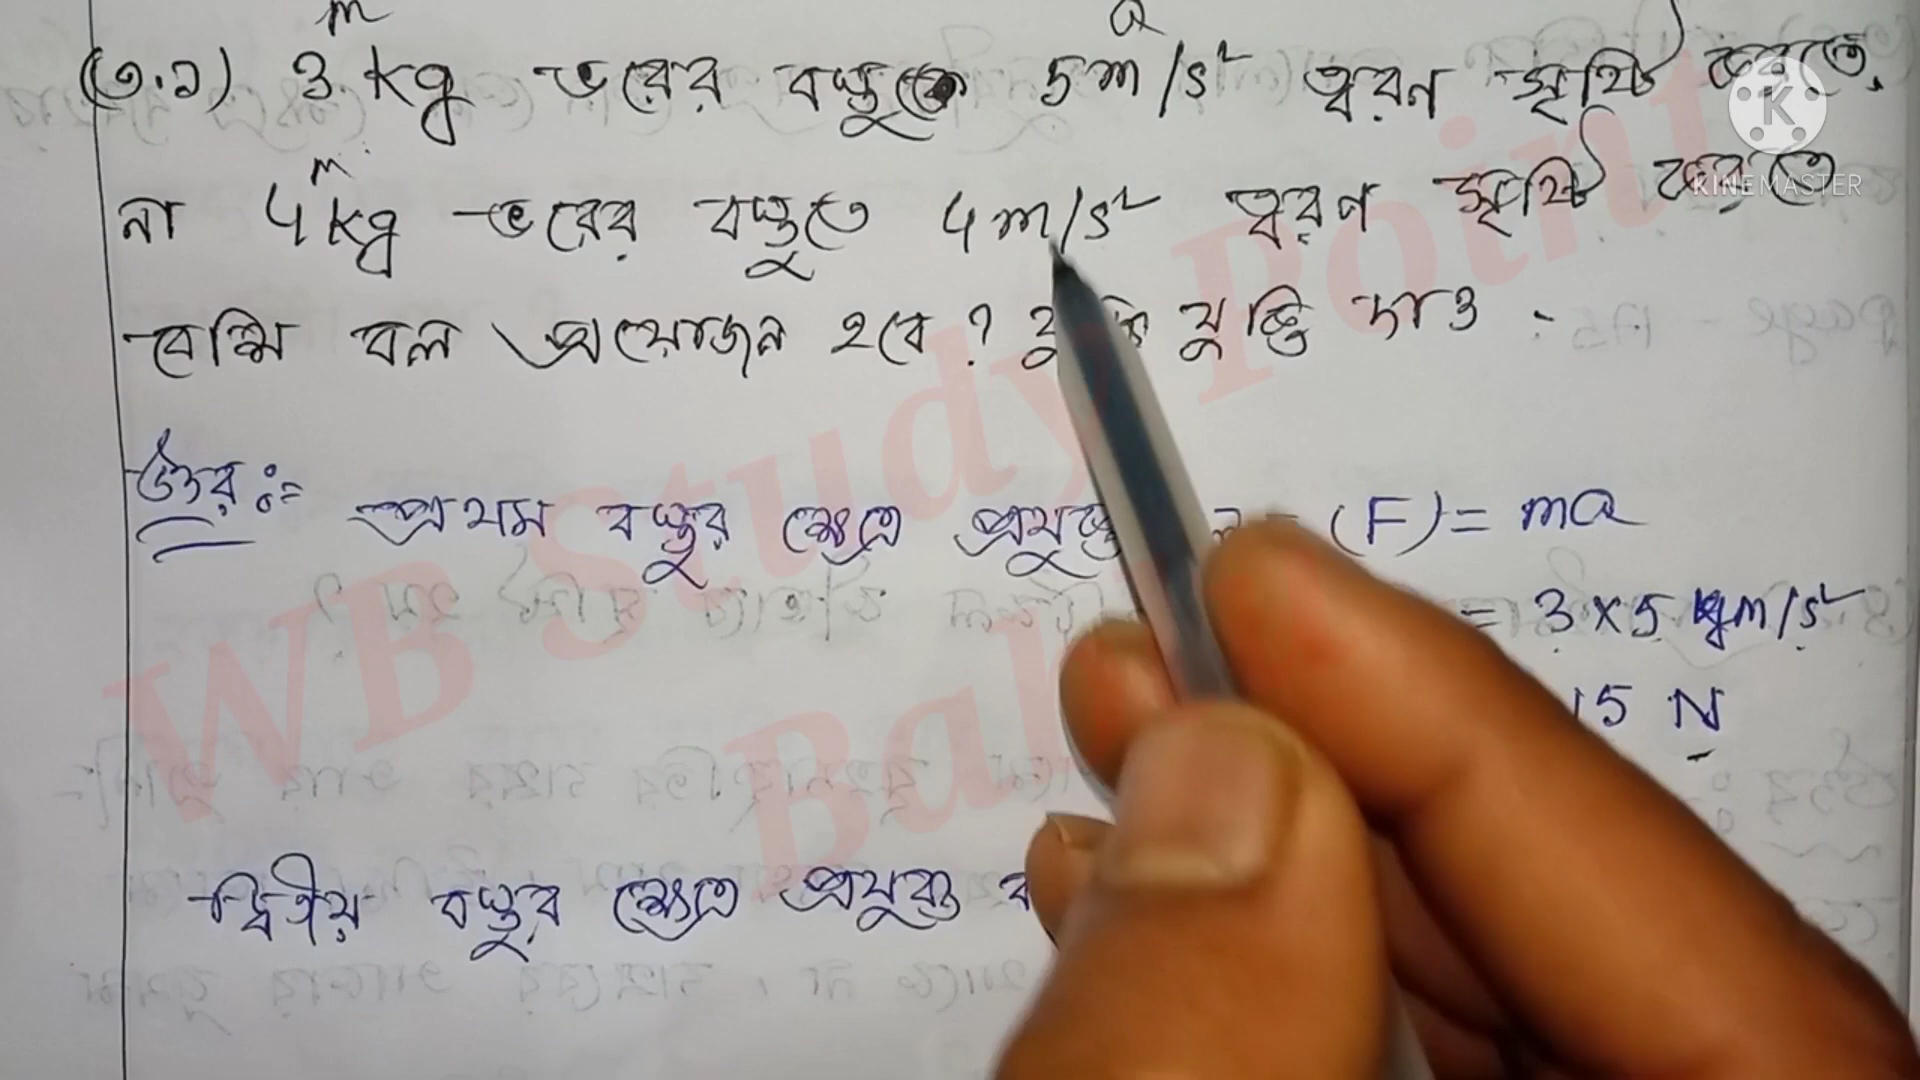 (৩.১) 3 kg ভরের বস্তুতে 5 m/s² ত্বরণ সৃষ্টি করতে,
m a
না 4 kg ভরের বস্তুতে 4 m/s² ত্বরণ সৃষ্টি করতে
m
বেশি বল প্রয়োজন হবে? যুক্তি দাও -
উত্তর :- প্রথম বস্তুর ক্ষেত্রে প্রযুক্ত = (F) = ma
= 3 x 5 kgm/s²
15 N
দ্বিতীয় বস্তুর ক্ষেত্রে প্রযুক্ত ব
WB Study Point
KINEMASTER